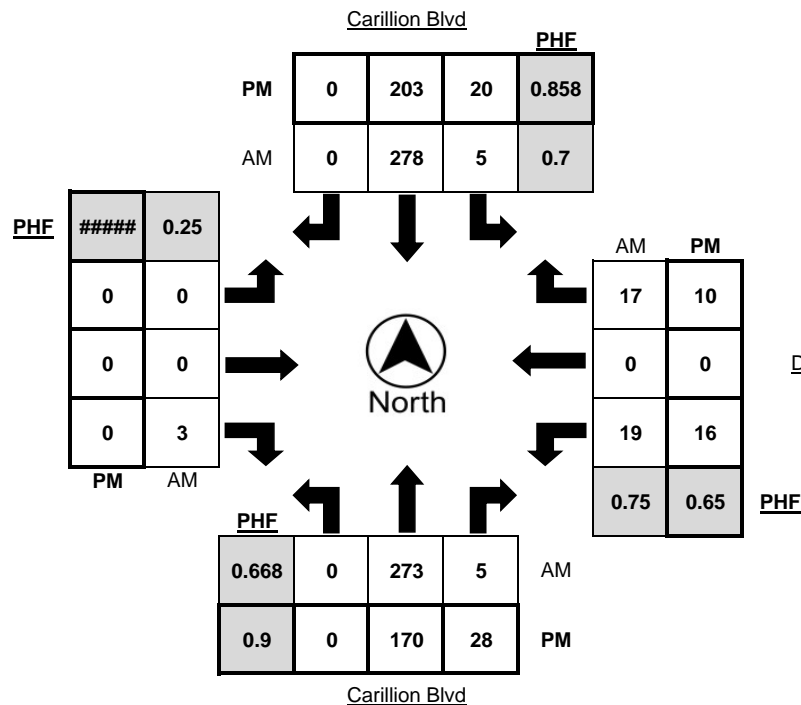 Carillion Blvd
PHF
PM 0 203 20 0.858
AM 0 278 5 0.7
PHF ##### 0.25
AM PM
0 0
17 10
0 0
0 0
D
North
0 3
19 16
PM AM
0.75 0.65 PHF
PHF
0.668 0 273 5 AM
0.9 0 170 28 PM
Carillion Blvd